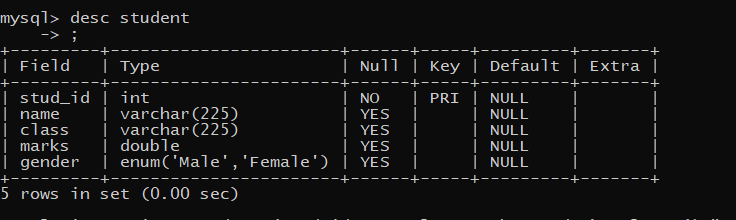 mysql> desc student
    -> ;
+---------+-----------------------+------+-----+---------+-------+
| Field   | Type                  | Null | Key | Default | Extra |
+---------+-----------------------+------+-----+---------+-------+
| stud_id | int                   | NO   | PRI | NULL    |       |
| name    | varchar(225)          | YES  |     | NULL    |       |
| class   | varchar(225)          | YES  |     | NULL    |       |
| marks   | double                | YES  |     | NULL    |       |
| gender  | enum('Male','Female') | YES  |     | NULL    |       |
+---------+-----------------------+------+-----+---------+-------+
5 rows in set (0.00 sec)